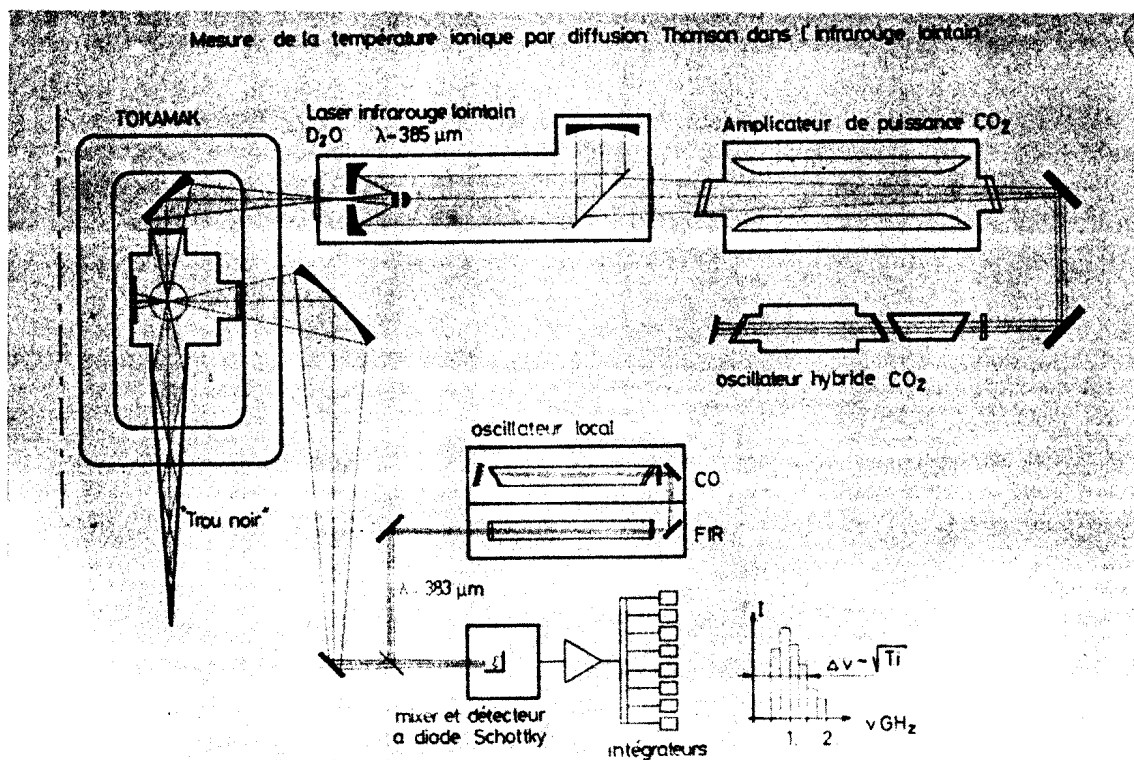 Mesure de la température ionique par diffusion Thomson dans l'infrarouge lointain
TOKAMAK
Laser infrarouge lointain
D₂O λ-385 µm
Amplicateur de puissance CO₂
oscillateur hybride CO₂
oscillateur local
CO
FIR
"Trou noir"
λ 383 µm
mixer et détecteur
a diode Schottky
intégrateurs
I
Δν~√Ti
ν GHz
1 2